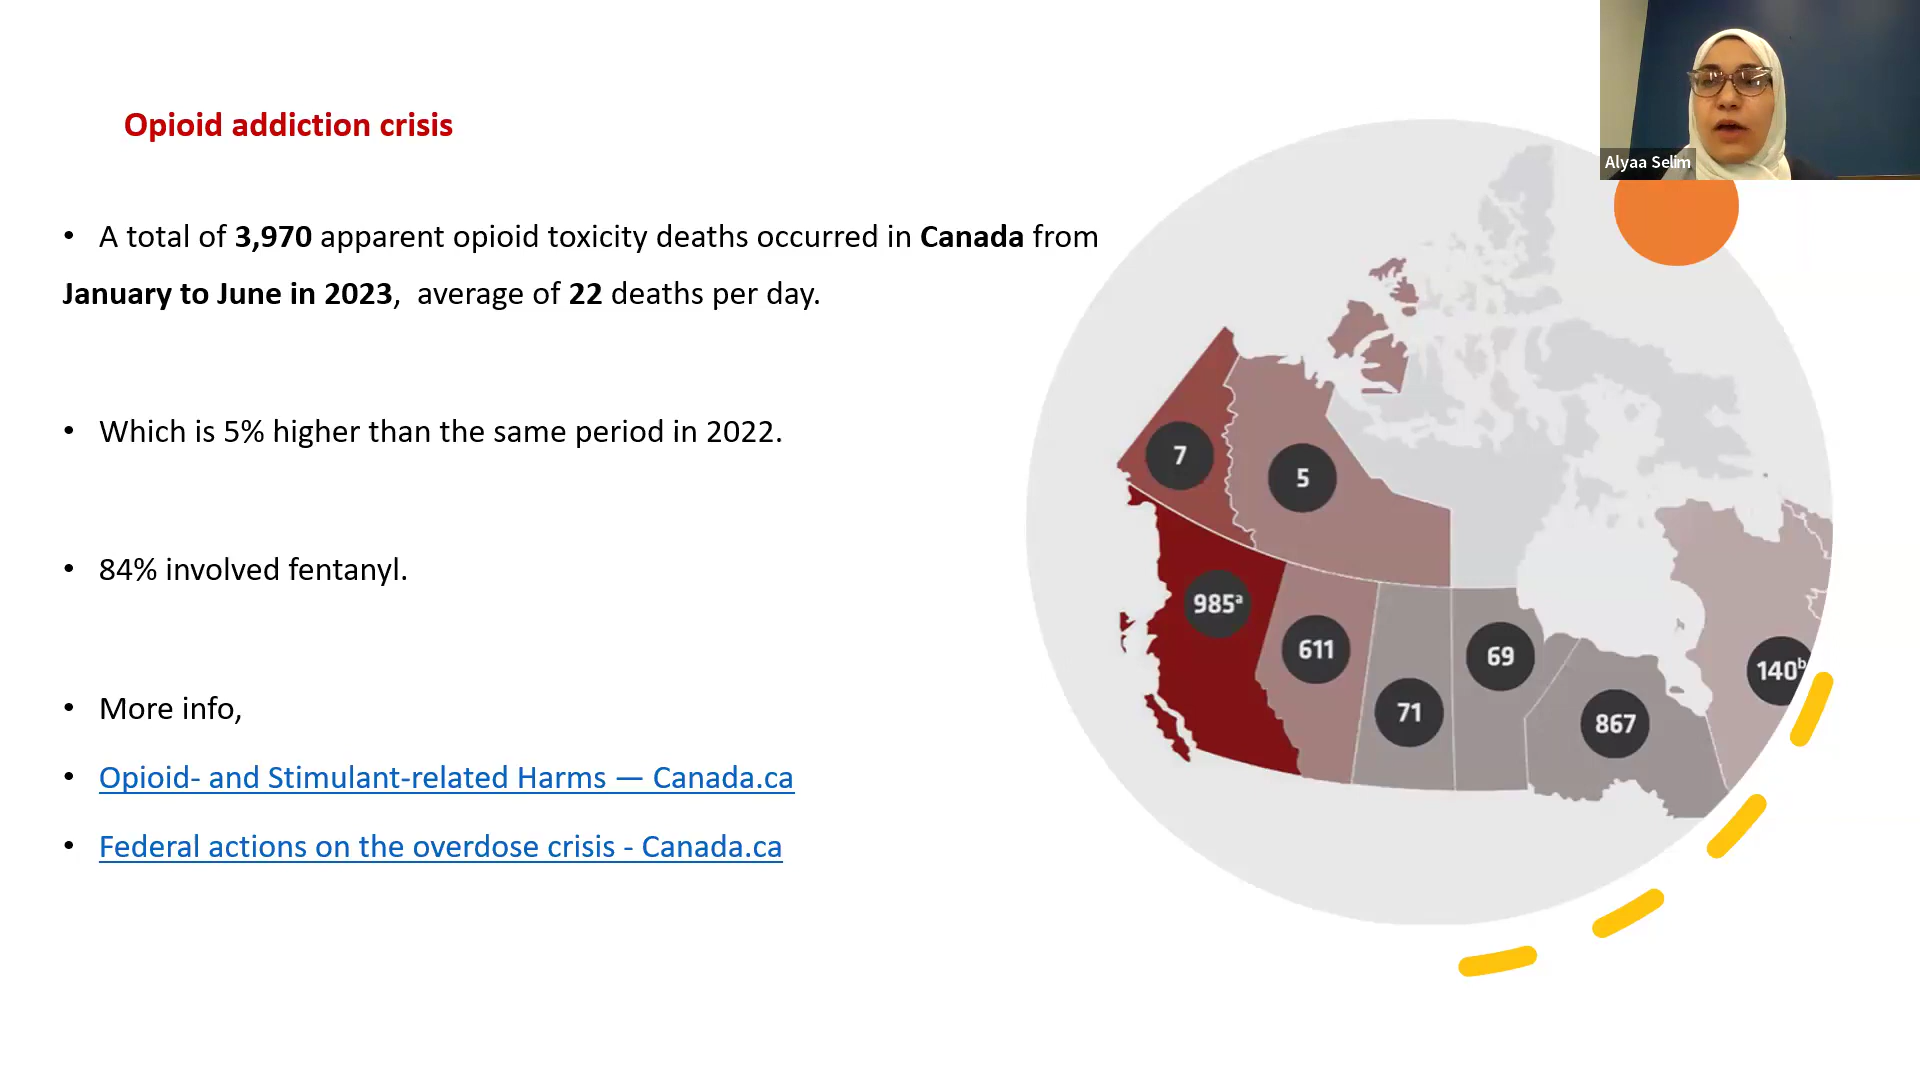 Alyaa Selim
Opioid addiction crisis
• A total of 3,970 apparent opioid toxicity deaths occurred in Canada from
January to June in 2023, average of 22 deaths per day.
• Which is 5% higher than the same period in 2022.
• 84% involved fentanyl.
• More info,
• Opioid- and Stimulant-related Harms — Canada.ca
• Federal actions on the overdose crisis - Canada.ca
7
5
985ª
611
69
140ᵇ
71
867